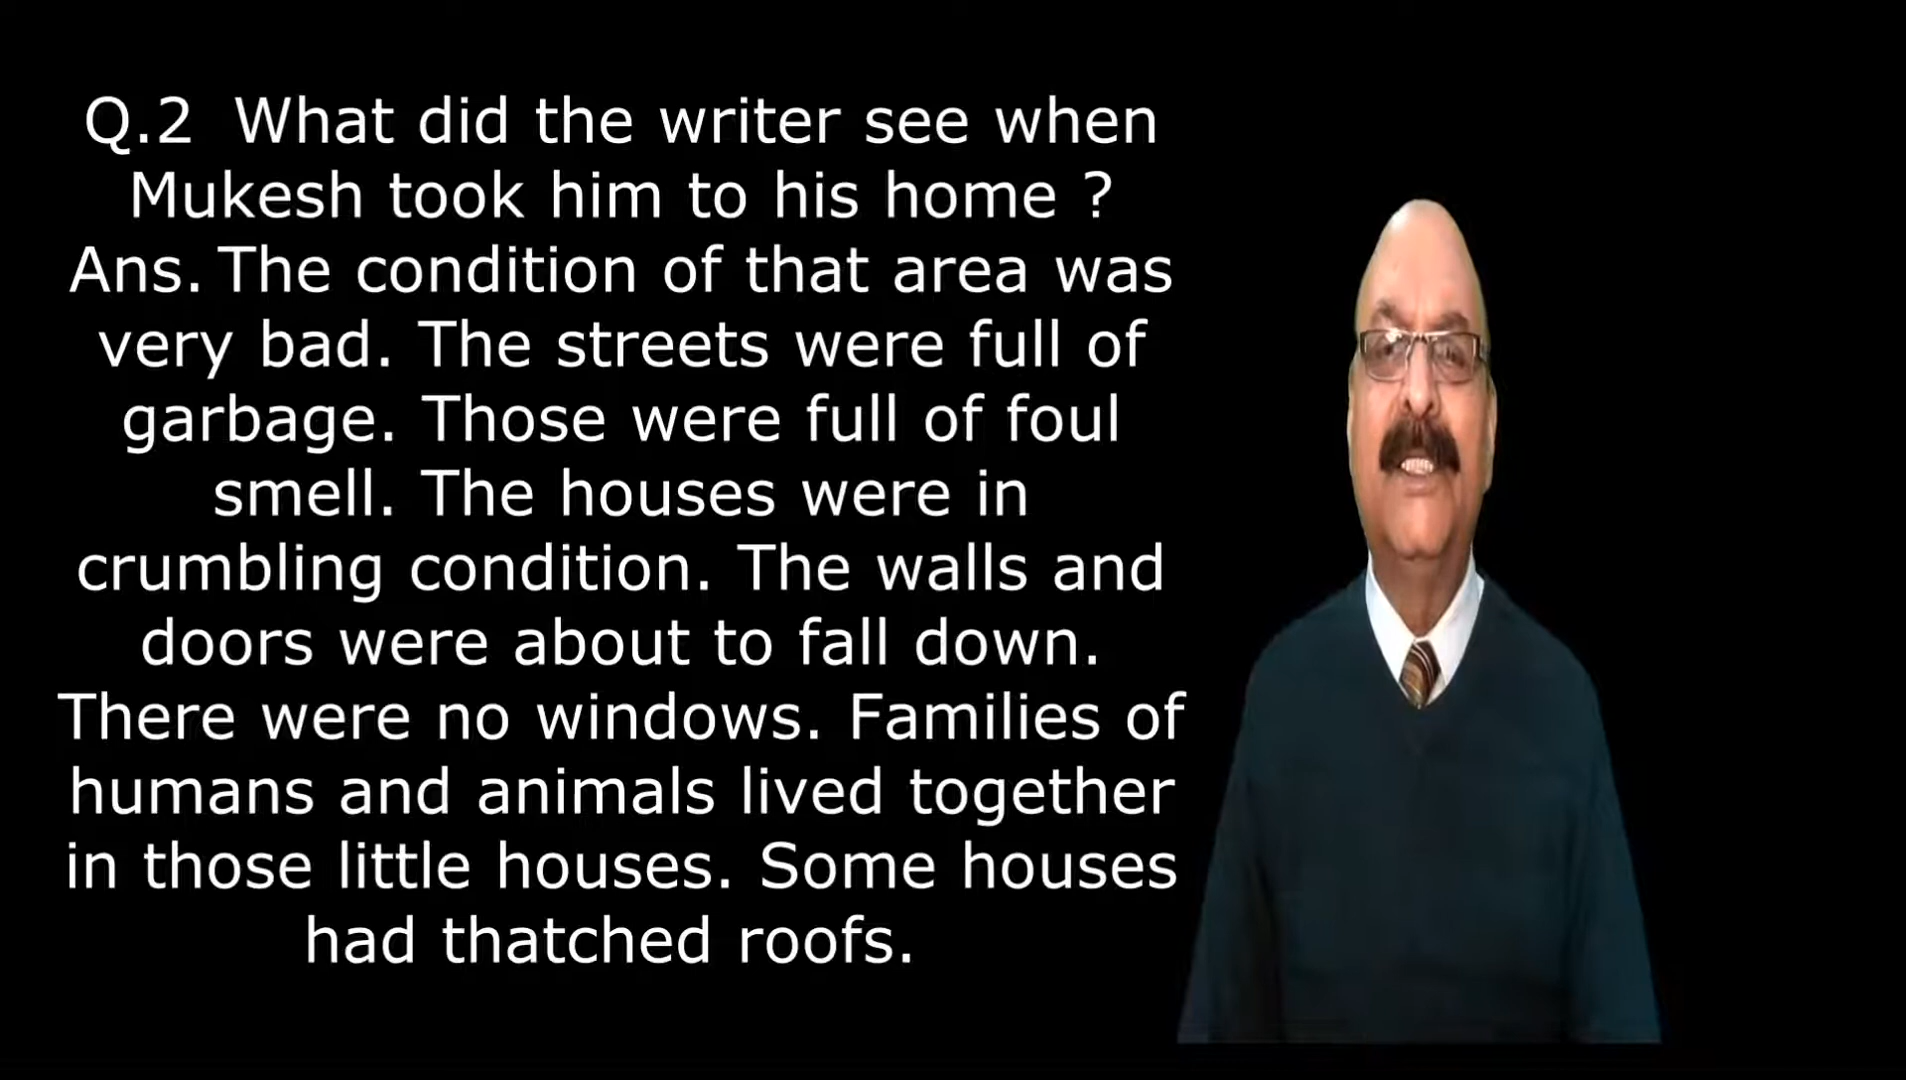 Q.2 What did the writer see when
Mukesh took him to his home ?
Ans. The condition of that area was
very bad. The streets were full of
garbage. Those were full of foul
smell. The houses were in
crumbling condition. The walls and
doors were about to fall down.
There were no windows. Families of
humans and animals lived together
in those little houses. Some houses
had thatched roofs.